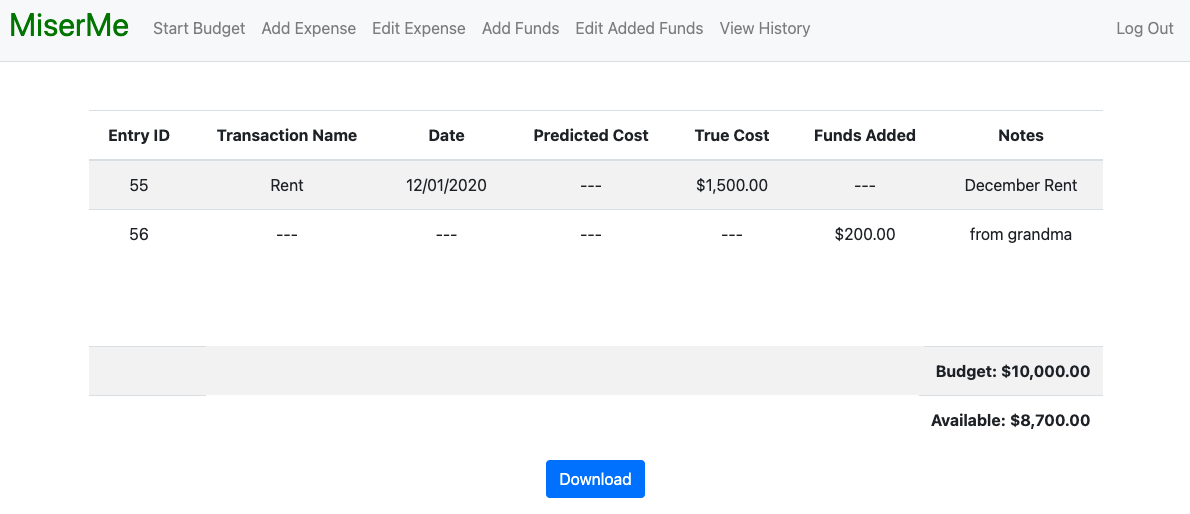 MiserMe Start Budget Add Expense Edit Expense Add Funds Edit Added Funds View History Log Out
Entry ID Transaction Name Date Predicted Cost True Cost Funds Added Notes
55 Rent 12/01/2020 --- $1,500.00 --- December Rent
56 --- --- --- --- $200.00 from grandma
Budget: $10,000.00
Available: $8,700.00
Download